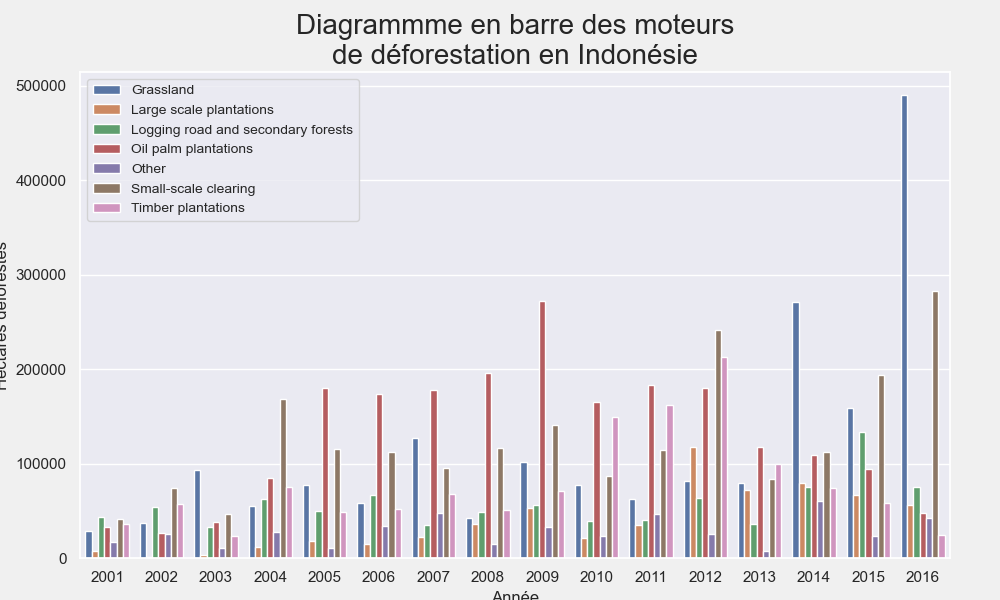 Diagrammme en barre des moteurs
de déforestation en Indonésie
Grassland
Large scale plantations
Logging road and secondary forests
Oil palm plantations
Other
Small-scale clearing
Timber plantations
500000
400000
300000
200000
100000
0
Hectares déforestés
2001 2002 2003 2004 2005 2006 2007 2008 2009 2010 2011 2012 2013 2014 2015 2016
Année